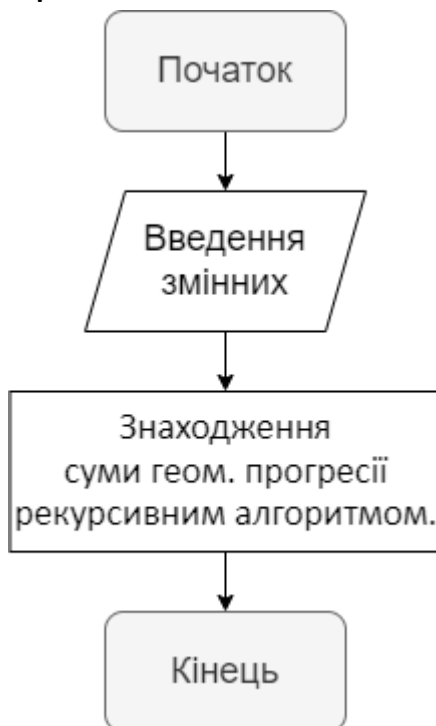 Початок
Введення
змінних
Знаходження
суми геом. прогресії
рекурсивним алгоритмом.
Кінець